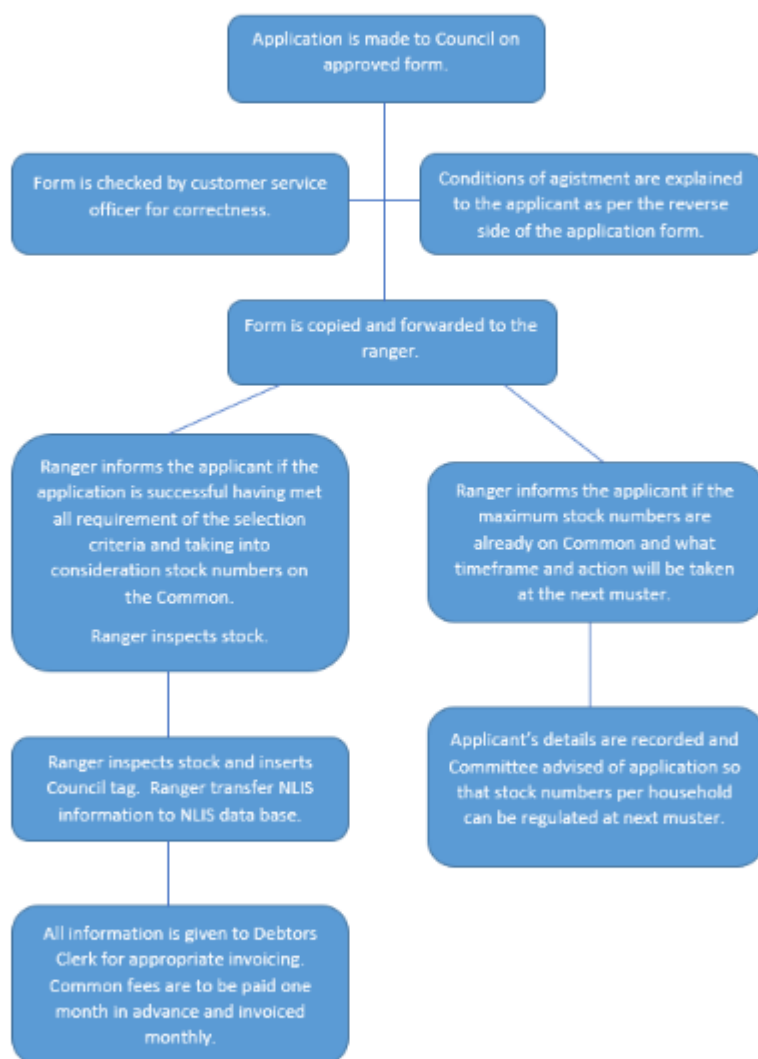 Application is made to Council on
approved form.
Form is checked by customer service
officer for correctness.
Conditions of agistment are explained
to the applicant as per the reverse
side of the application form.
Form is copied and forwarded to the
ranger.
Ranger informs the applicant if the
application is successful having met
all requirement of the selection
criteria and taking into
consideration stock numbers on
the Common.
Ranger inspects stock.
Ranger informs the applicant if the
maximum stock numbers are
already on Common and what
timeframe and action will be taken
at the next muster.
Ranger inspects stock and inserts
Council tag. Ranger transfer NLIS
information to NLIS data base.
Applicant's details are recorded and
Committee advised of application so
that stock numbers per household
can be regulated at next muster.
All information is given to Debtors
Clerk for appropriate invoicing.
Common fees are to be paid one
month in advance and invoiced
monthly.